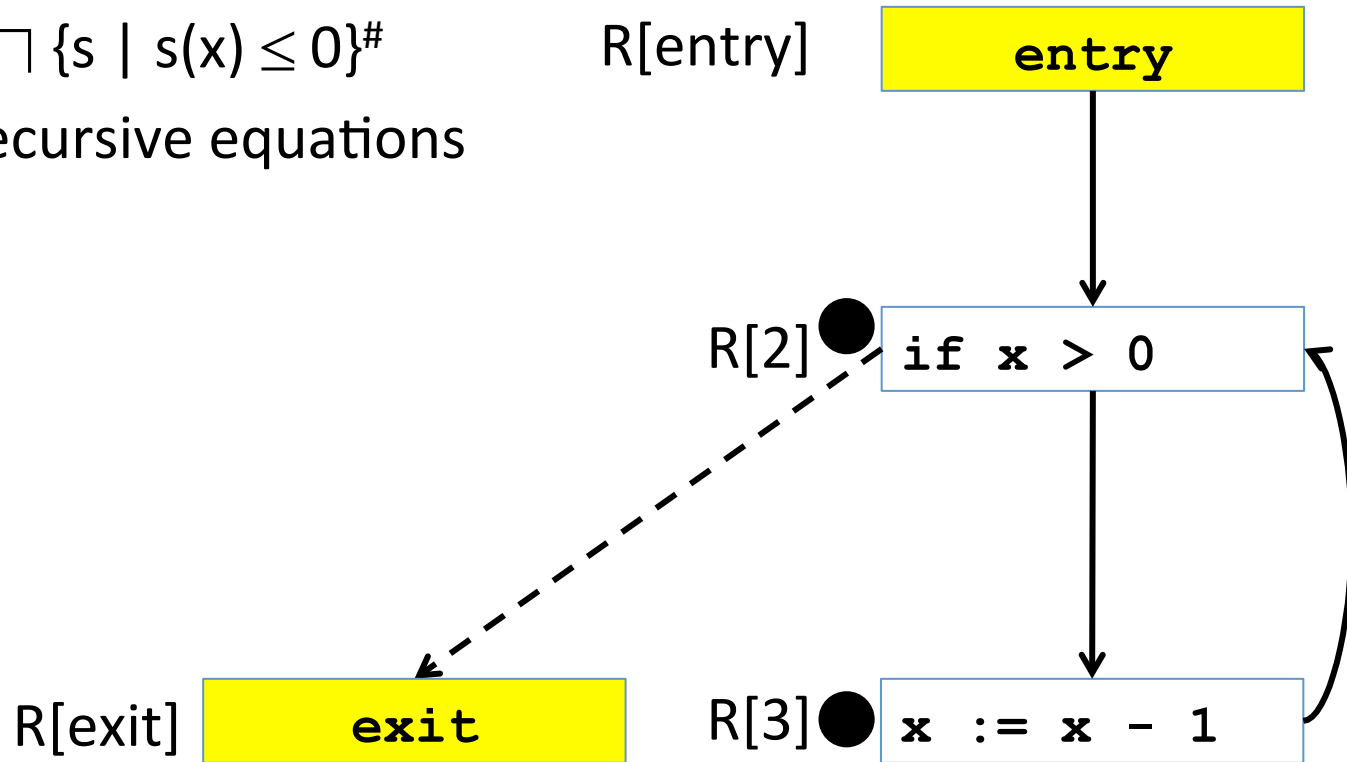 ⊓ {s | s(x) ≤ 0}#
ecursive equations
R[entry]
entry
R[2]
if x > 0
R[exit]
exit
R[3]
x := x - 1